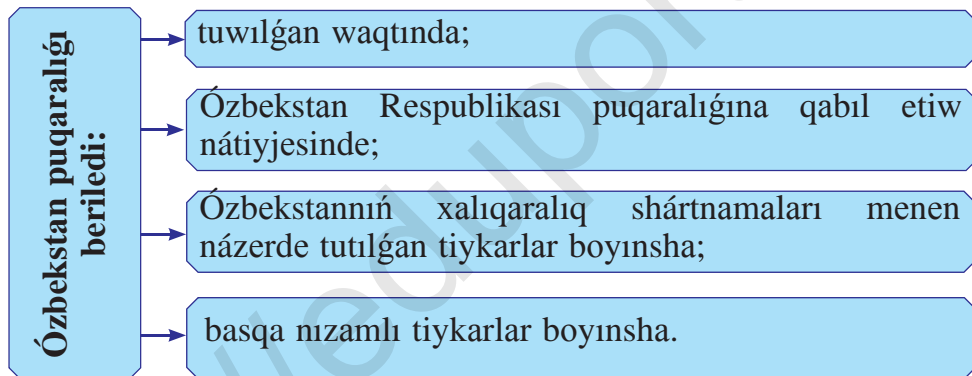 Ózbekstan puqaralıǵı
beriledi:
tuwılǵan waqtında;
Ózbekstan Respublikası puqaralıǵına qabıl etiw
nátiyjesinde;
Ózbekstannıń xalıqaralıq shártnamaları menen
názerde tutılǵan tiykarlar boyınsha;
basqa nızamlı tiykarlar boyınsha.